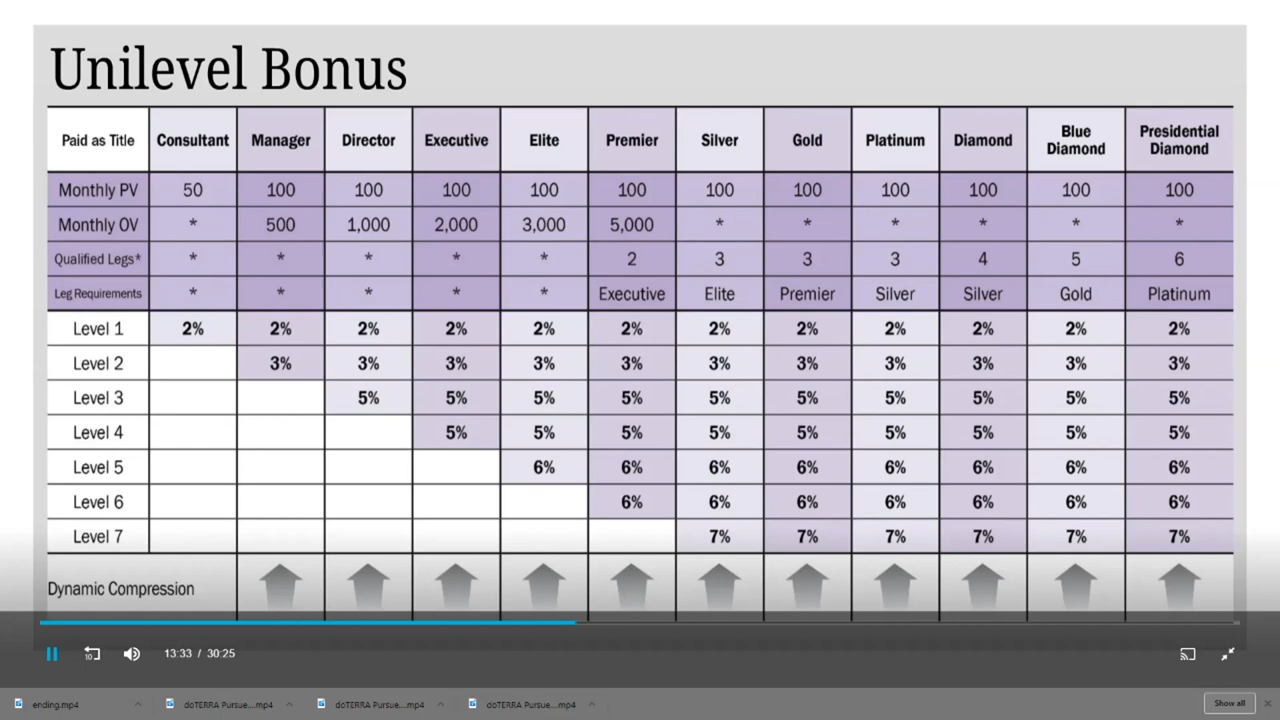 Unilevel Bonus
Paid as Title Consultant Manager Director Executive Elite Premier Silver Gold Platinum Diamond Blue Diamond Presidential Diamond
Monthly PV 50 100 100 100 100 100 100 100 100 100 100 100
Monthly OV * 500 1,000 2,000 3,000 5,000 * * * * * *
Qualified Legs* * * * * * 2 3 3 3 4 5 6
Leg Requirements * * * * * Executive Elite Premier Silver Silver Gold Platinum
Level 1 2% 2% 2% 2% 2% 2% 2% 2% 2% 2% 2% 2%
Level 2 3% 3% 3% 3% 3% 3% 3% 3% 3% 3% 3%
Level 3 5% 5% 5% 5% 5% 5% 5% 5% 5% 5%
Level 4 5% 5% 5% 5% 5% 5% 5% 5% 5%
Level 5 6% 6% 6% 6% 6% 6% 6% 6%
Level 6 6% 6% 6% 6% 6% 6% 6%
Level 7 7% 7% 7% 7% 7% 7%
Dynamic Compression
10 13:33 / 30:25
ending.mp4 doTERRA Pursue....mp4 doTERRA Pursue....mp4 doTERRA Pursue....mp4 Show all